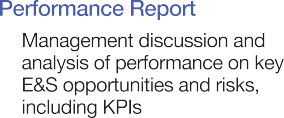 Performance Report
Management discussion and
analysis of performance on key
E&S opportunities and risks,
including KPIs